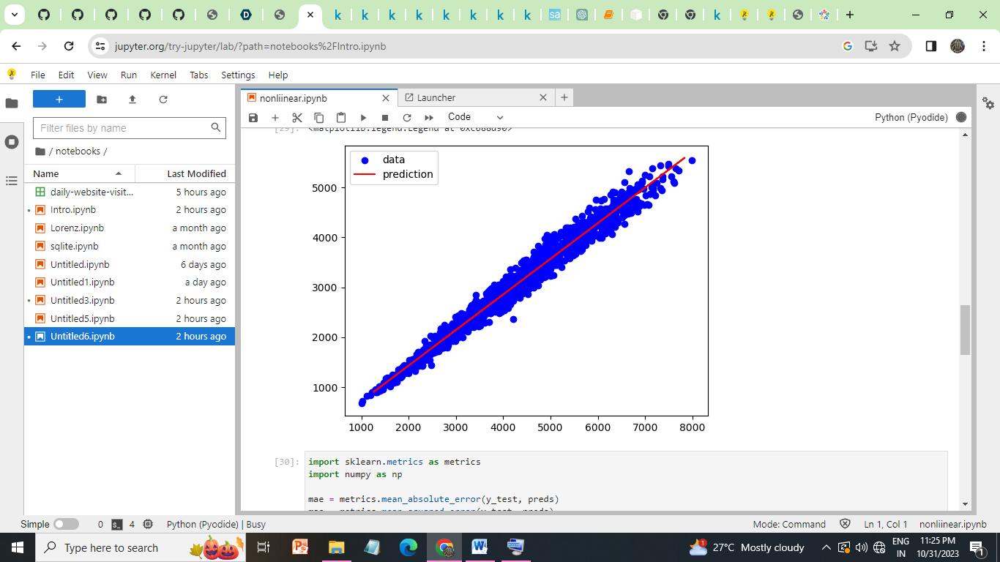 jupyter.org/try-jupyter/lab/?path=notebooks%2FIntro.ipynb
File Edit View Run Kernel Tabs Settings Help
nonliinear.ipynb
Launcher
Code
Python (Pyodide)
Filter files by name
/ notebooks /
Name Last Modified
daily-website-visit... 5 hours ago
Intro.ipynb 2 hours ago
Lorenz.ipynb a month ago
sqlite.ipynb a month ago
Untitled.ipynb 6 days ago
Untitled1.ipynb a day ago
Untitled3.ipynb 2 hours ago
Untitled5.ipynb 2 hours ago
Untitled6.ipynb 2 hours ago
[29]: <matplotlib.legend.Legend at 0xc688d90>
data
prediction
5000
4000
3000
2000
1000
1000 2000 3000 4000 5000 6000 7000 8000
[30]: import sklearn.metrics as metrics
import numpy as np
mae = metrics.mean_absolute_error(y_test, preds)
mse = metrics.mean_squared_error(y_test, preds)
Simple 0 4 Python (Pyodide) | Busy Mode: Command Ln 1, Col 1 nonliinear.ipynb
Type here to search
27°C Mostly cloudy
ENG
IN
11:25 PM
10/31/2023